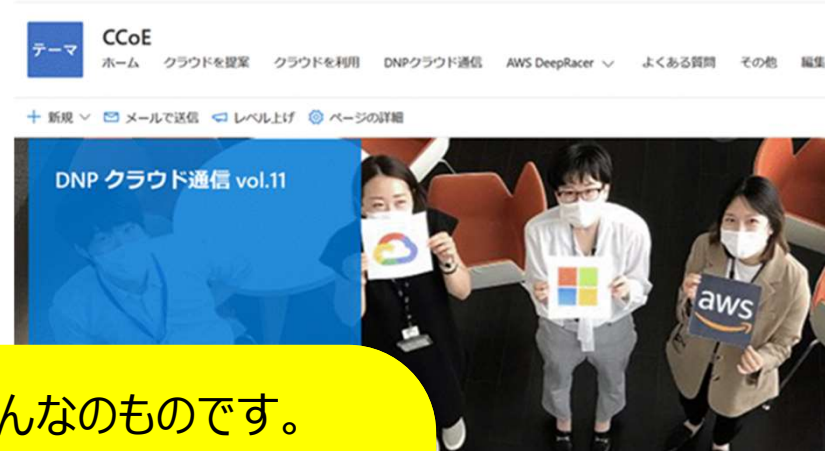 テーマ
CCoE
ホーム クラウドを提案 クラウドを利用 DNPクラウド通信 AWS DeepRacer よくある質問 その他 編集
新規 メールで送信 レベル上げ ページの詳細
DNP クラウド通信 vol.11
aws
んなのものです。